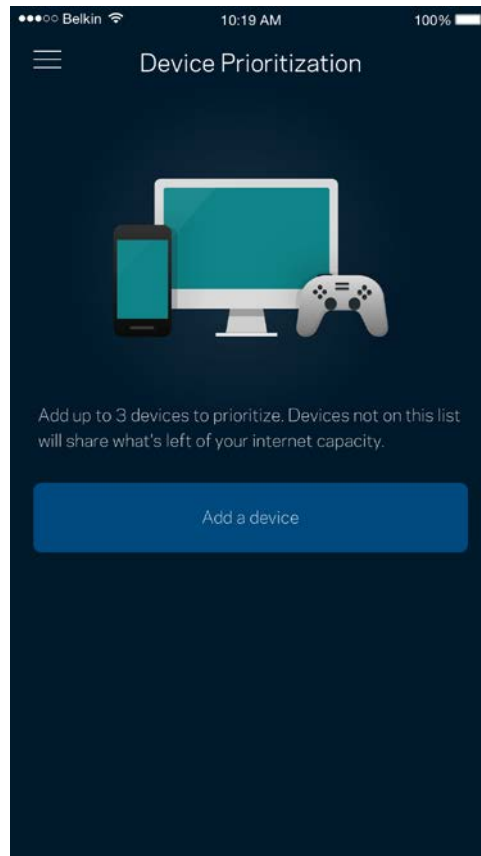 Belkin 10:19 AM 100%
Device Prioritization
Add up to 3 devices to prioritize. Devices not on this list
will share what's left of your internet capacity.
Add a device